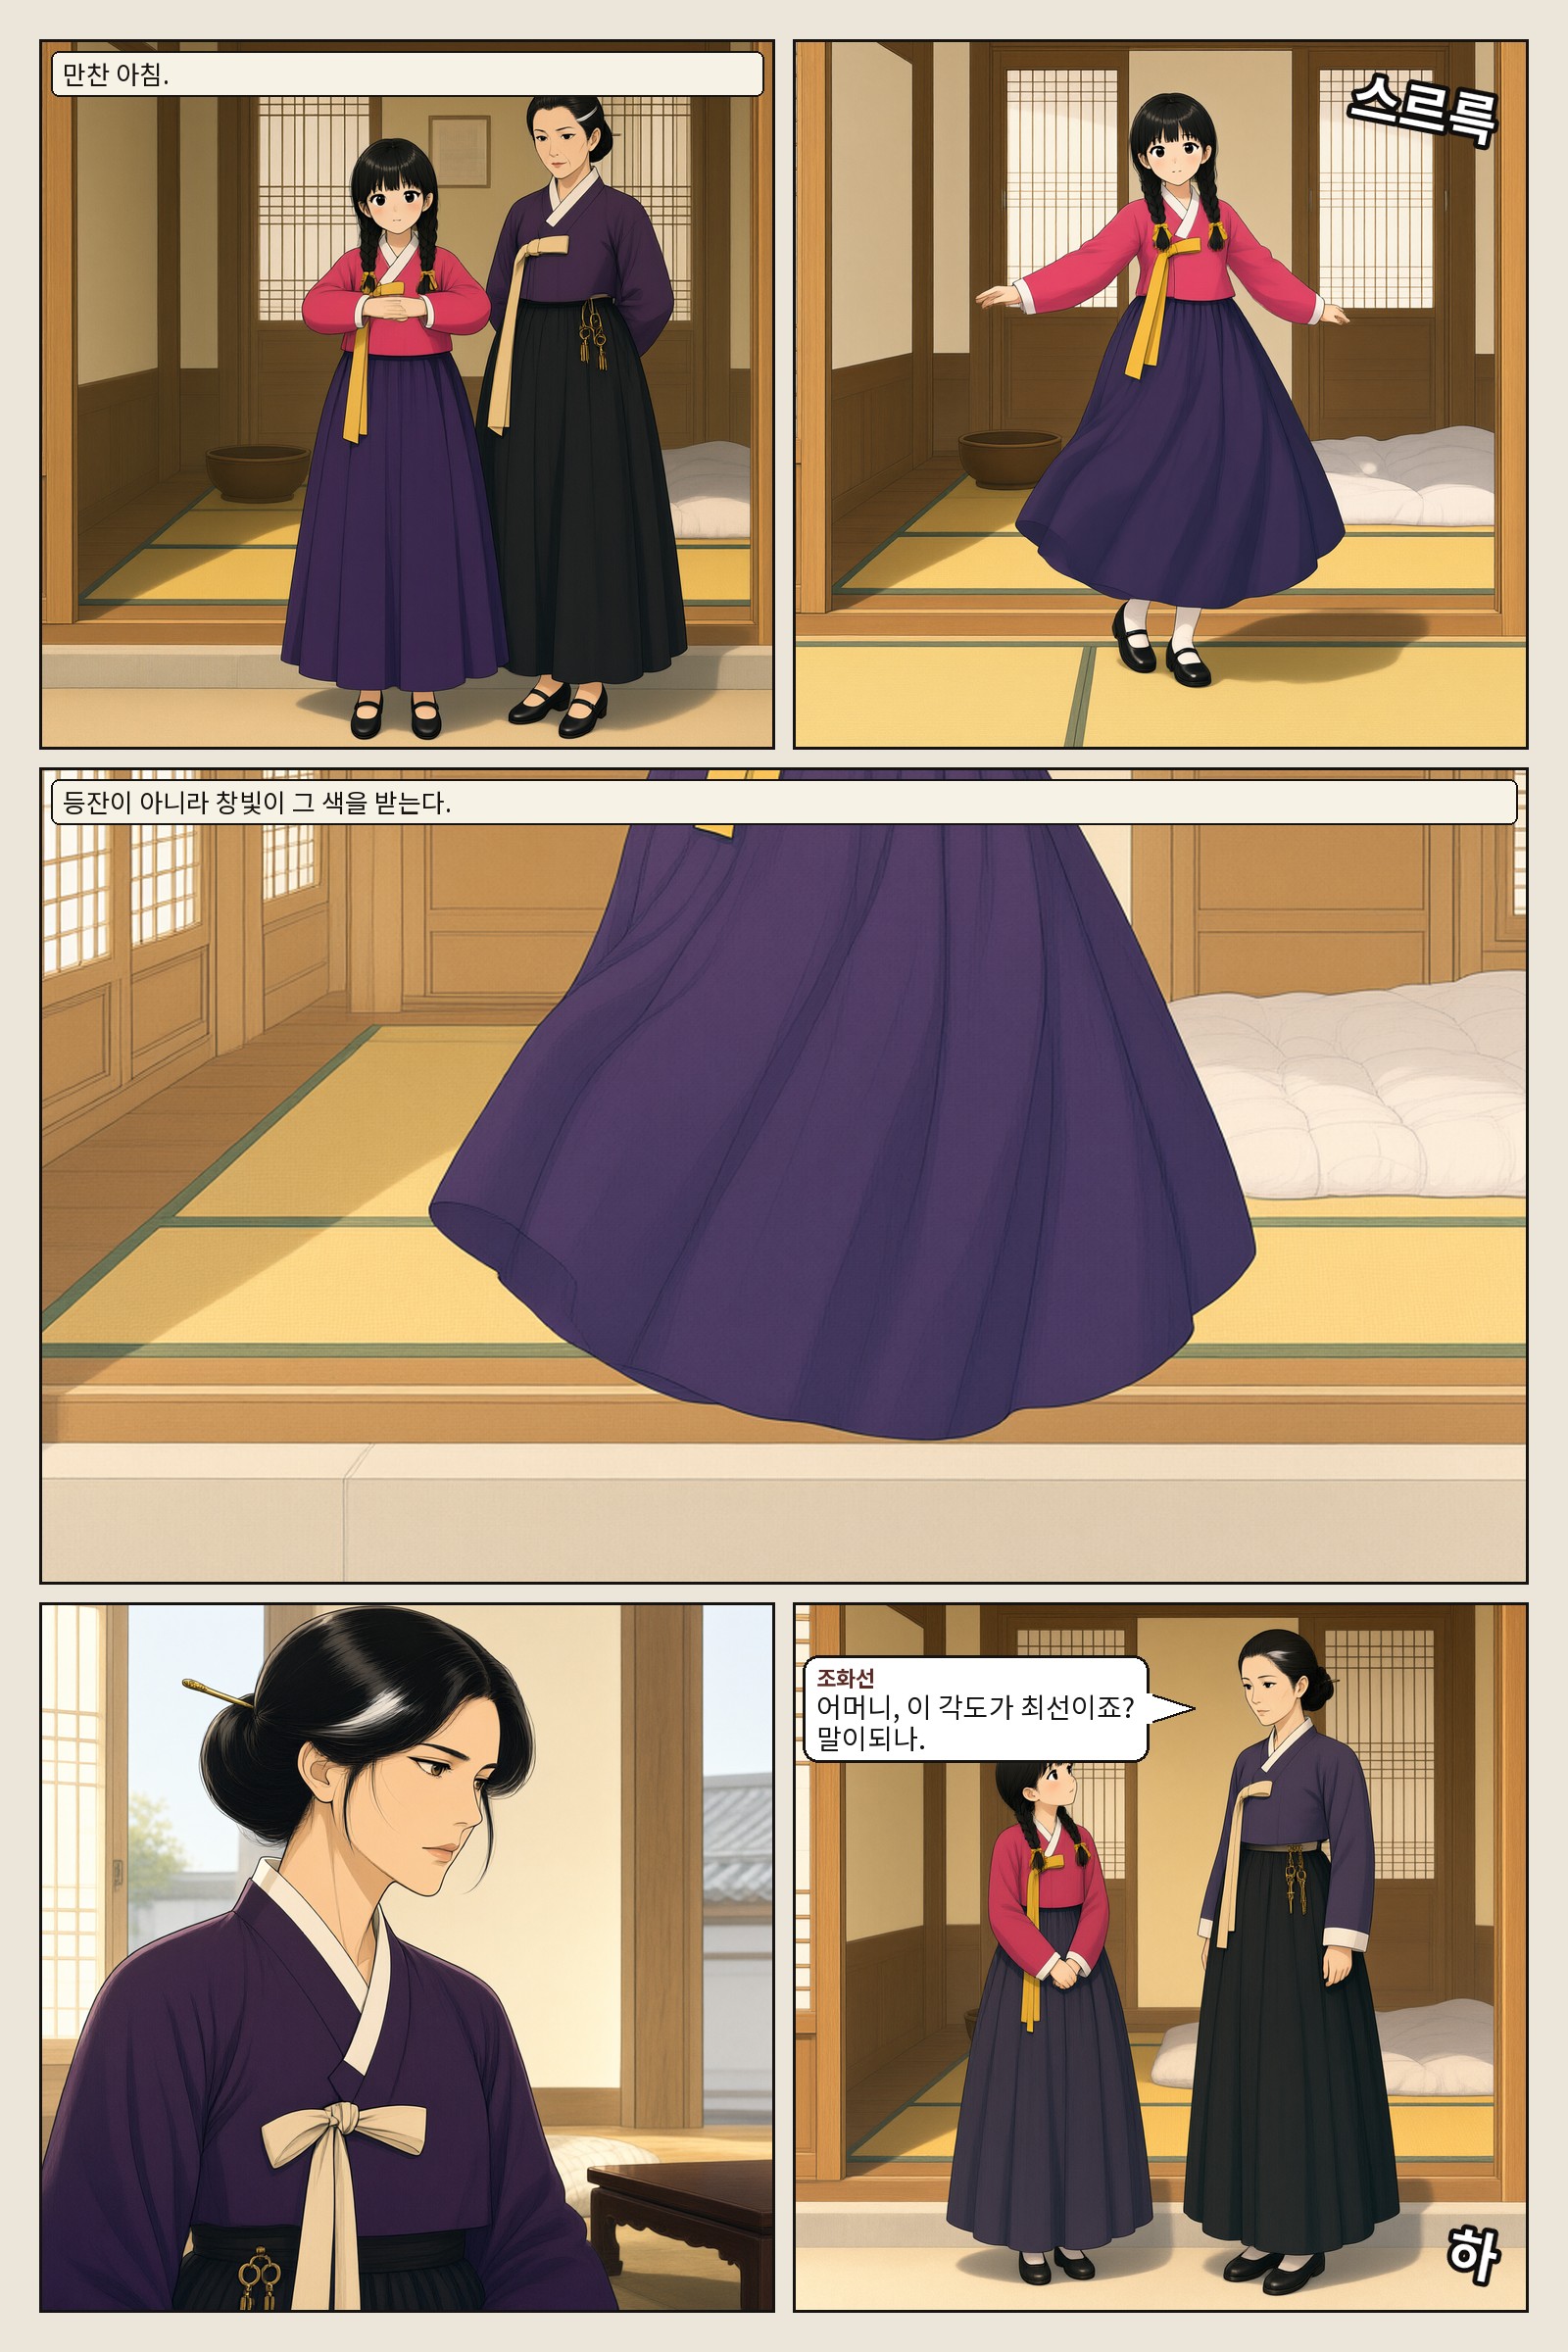 만찬 아침.
스르륵
등잔이 아니라 창빛이 그 색을 받는다.
조화선
어머니, 이 각도가 최선이죠?
말이되나.
하